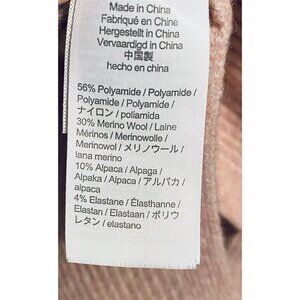 Made in China
Fabriqué en Chine
Hergestellt in China
Vervaardigd in China
中国製
hecho en china
56% Polyamide / Polyamide /
Polyamide / Polyamide /
ナイロン / poliamida
30% Merino Wool / Laine
Mérinos / Merinowolle /
Merinowol / メリノウール /
lana merino
10% Alpaca / Alpaga /
Alpaka / Alpaca / アルパカ /
alpaca
4% Elastane / Élasthanne /
Elastan / Elastaan / ポリウ
レタン / elastano